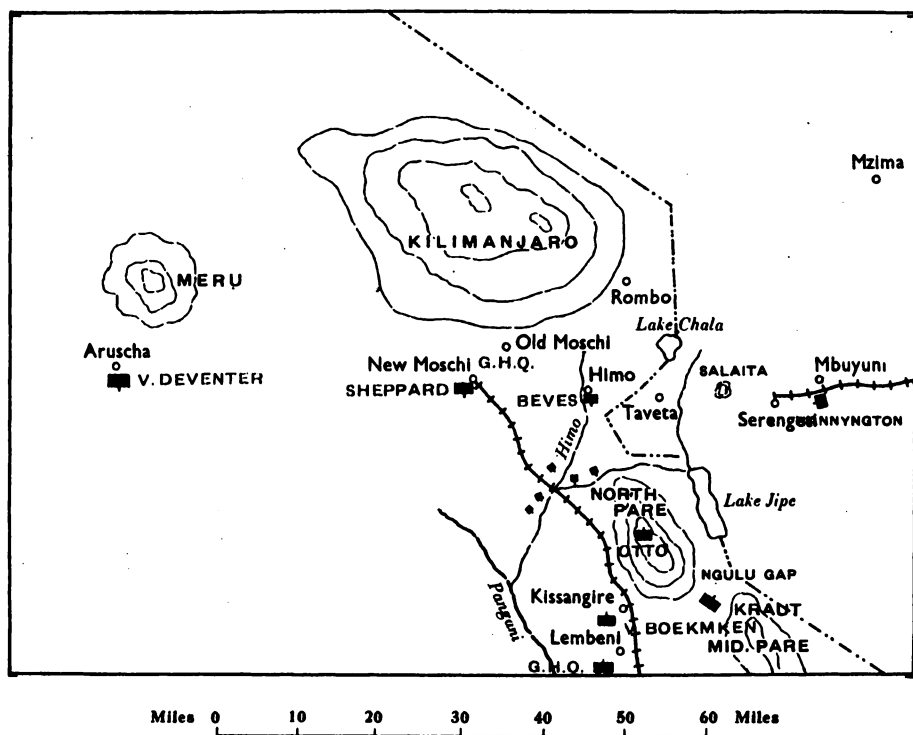 Mzima
KILIMANJARO
MERU
Rombo
Lake Chala
Aruscha
V. DEVENTER
Old Moschi
New Moschi G.H.Q.
SHEPPARD
Himo
BEVES
Taveta
SALAITA
Mbuyuni
Serengeti
Himo
NORTH
PARE
OTTO
Lake Jipe
NGULU GAP
KRAUT
MID. PARE
Pangani
Kissangire
V. BOEKMKEN
Lembeni
G.H.Q.
Miles 0 10 20 30 40 50 60 Miles